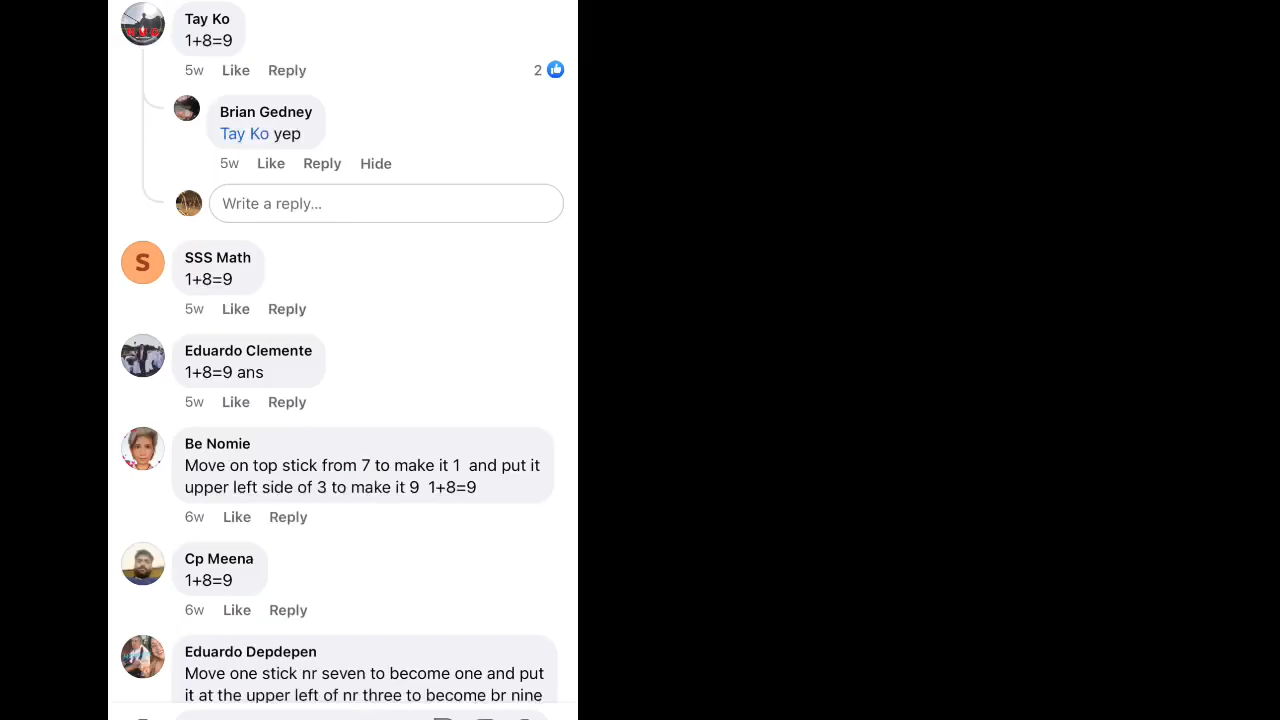 Tay Ko
1+8=9
5w Like Reply 2
Brian Gedney
Tay Ko yep
5w Like Reply Hide
Write a reply...
S
SSS Math
1+8=9
5w Like Reply
Eduardo Clemente
1+8=9 ans
5w Like Reply
Be Nomie
Move on top stick from 7 to make it 1 and put it
upper left side of 3 to make it 9 1+8=9
6w Like Reply
Cp Meena
1+8=9
6w Like Reply
Eduardo Depdepen
Move one stick nr seven to become one and put
it at the upper left of nr three to become br nine